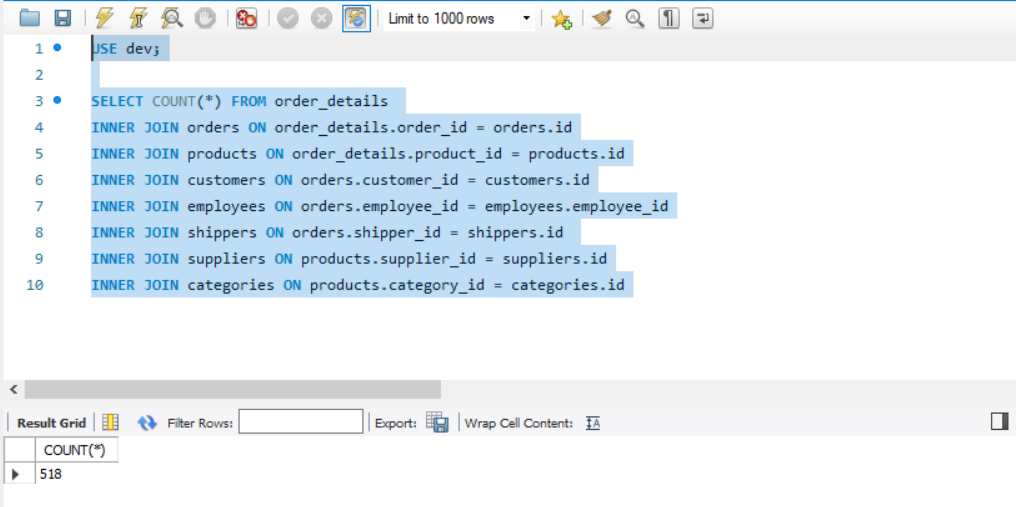 Limit to 1000 rows
1 USE dev;
2
3 SELECT COUNT(*) FROM order_details
4 INNER JOIN orders ON order_details.order_id = orders.id
5 INNER JOIN products ON order_details.product_id = products.id
6 INNER JOIN customers ON orders.customer_id = customers.id
7 INNER JOIN employees ON orders.employee_id = employees.employee_id
8 INNER JOIN shippers ON orders.shipper_id = shippers.id
9 INNER JOIN suppliers ON products.supplier_id = suppliers.id
10 INNER JOIN categories ON products.category_id = categories.id
Result Grid Filter Rows: Export: Wrap Cell Content:
COUNT(*)
518